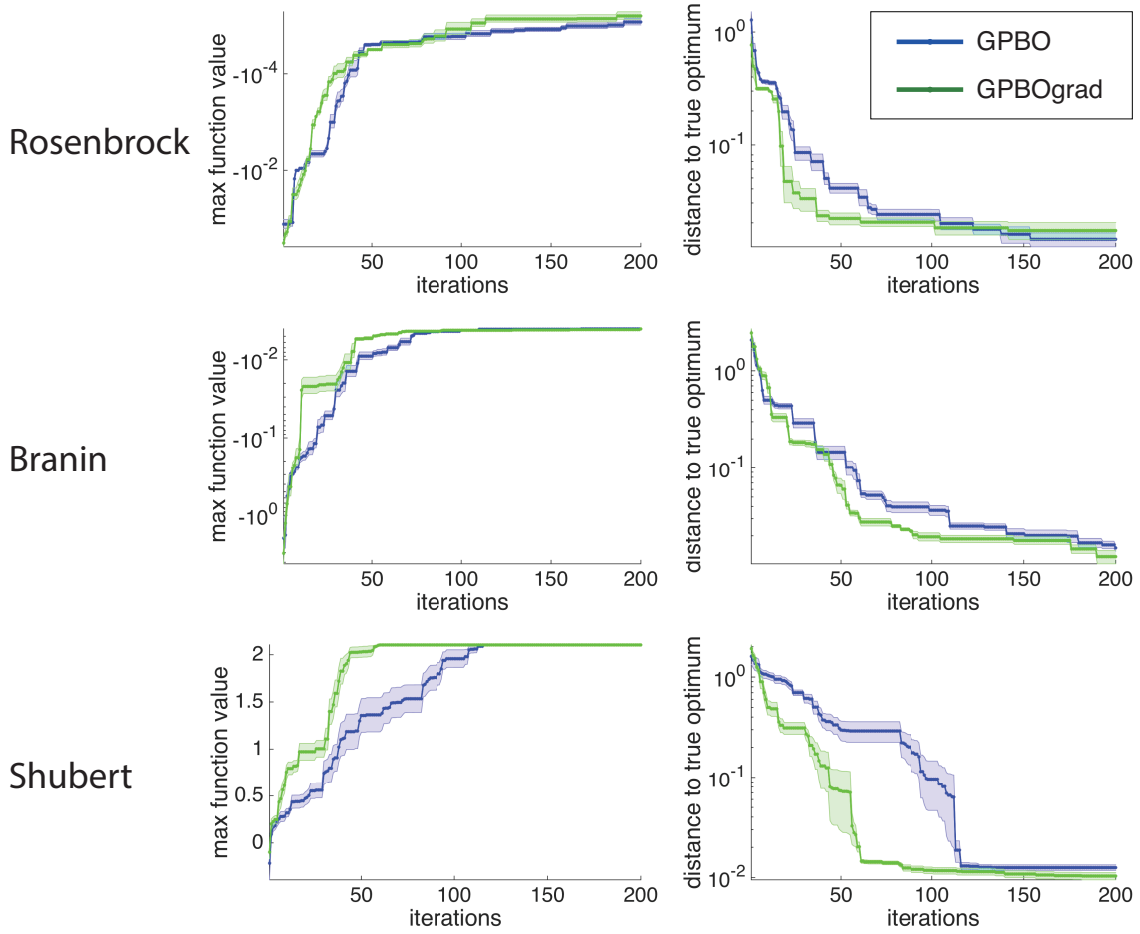 Rosenbrock
max function value
-10^-4
-10^-2
50 100 150 200
iterations
distance to true optimum
10^0
10^-1
50 100 150 200
iterations
GPBO
GPBOgrad
Branin
max function value
-10^-2
-10^-1
-10^0
50 100 150 200
iterations
distance to true optimum
10^0
10^-1
50 100 150 200
iterations
Shubert
max function value
2
1.5
1
0.5
0
50 100 150 200
iterations
distance to true optimum
10^0
10^-1
10^-2
50 100 150 200
iterations